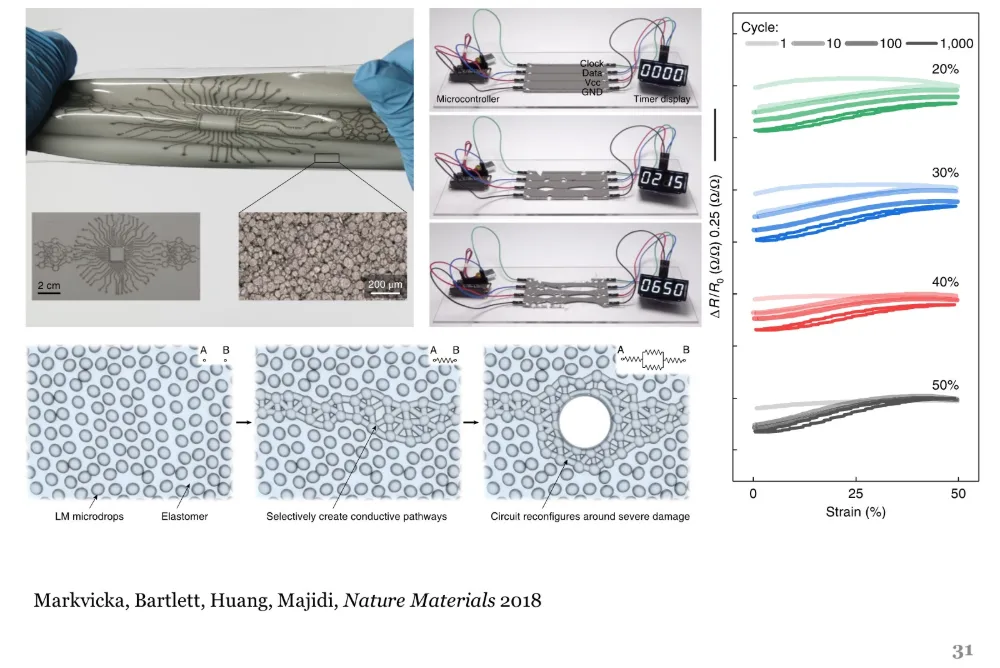 2 cm
200 μm
Clock
Data
Vcc
GND
Microcontroller
Timer display
0000
0215
0650
Cycle:
1 10 100 1,000
20%
30%
40%
50%
ΔR/R0 (Ω/Ω) 0.25 (Ω/Ω)
0 25 50
Strain (%)
A B
A B
A B
LM microdrops
Elastomer
Selectively create conductive pathways
Circuit reconfigures around severe damage
Markvicka, Bartlett, Huang, Majidi, Nature Materials 2018
31